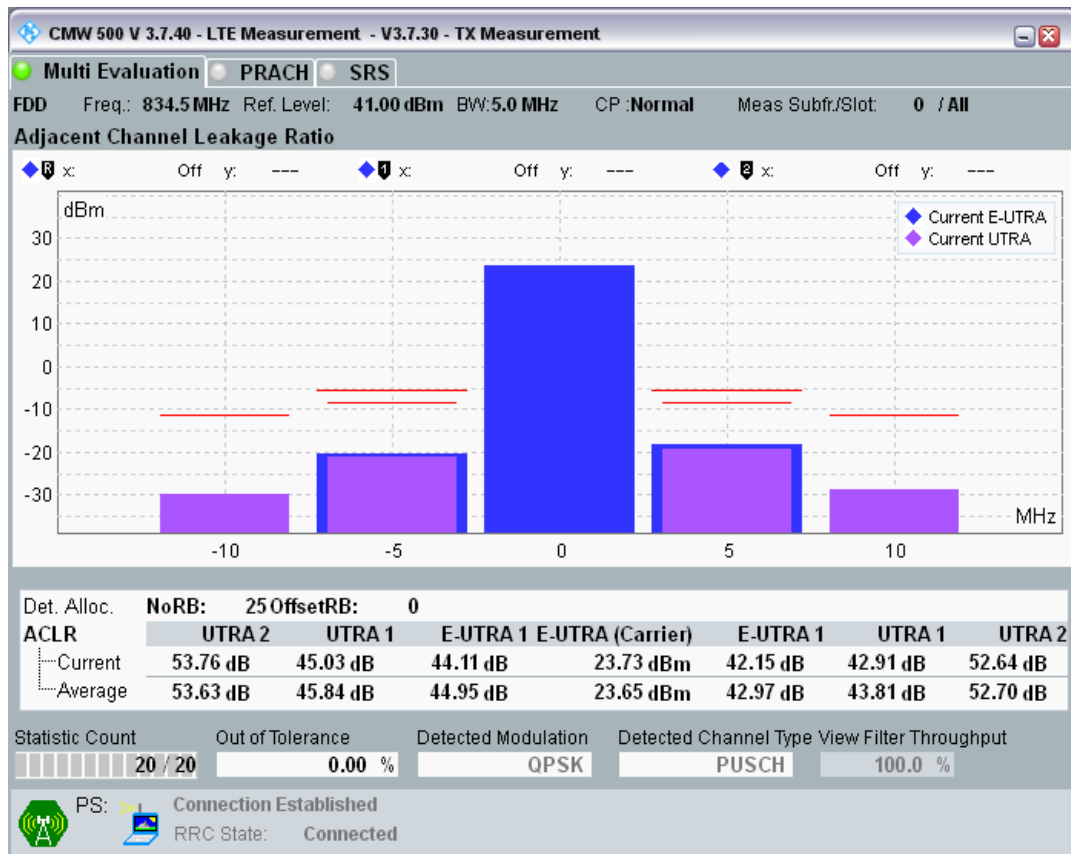 CMW 500 V 3.7.40 - LTE Measurement - V3.7.30 - TX Measurement
Multi Evaluation PRACH SRS
FDD Freq.: 834.5 MHz Ref. Level: 41.00 dBm BW:5.0 MHz CP :Normal Meas Subfr./Slot: 0 / All
Adjacent Channel Leakage Ratio
R x: Off y: --- 1 x: Off y: --- 2 x: Off y: ---
dBm
Current E-UTRA
Current UTRA
30
20
10
0
-10
-20
-30
MHz
-10 -5 0 5 10
Det. Alloc. NoRB: 25 OffsetRB: 0
ACLR UTRA 2 UTRA 1 E-UTRA 1 E-UTRA (Carrier) E-UTRA 1 UTRA 1 UTRA 2
Current 53.76 dB 45.03 dB 44.11 dB 23.73 dBm 42.15 dB 42.91 dB 52.64 dB
Average 53.63 dB 45.84 dB 44.95 dB 23.65 dBm 42.97 dB 43.81 dB 52.70 dB
Statistic Count Out of Tolerance Detected Modulation Detected Channel Type View Filter Throughput
20 / 20 0.00 % QPSK PUSCH 100.0 %
PS: Connection Established
RRC State: Connected